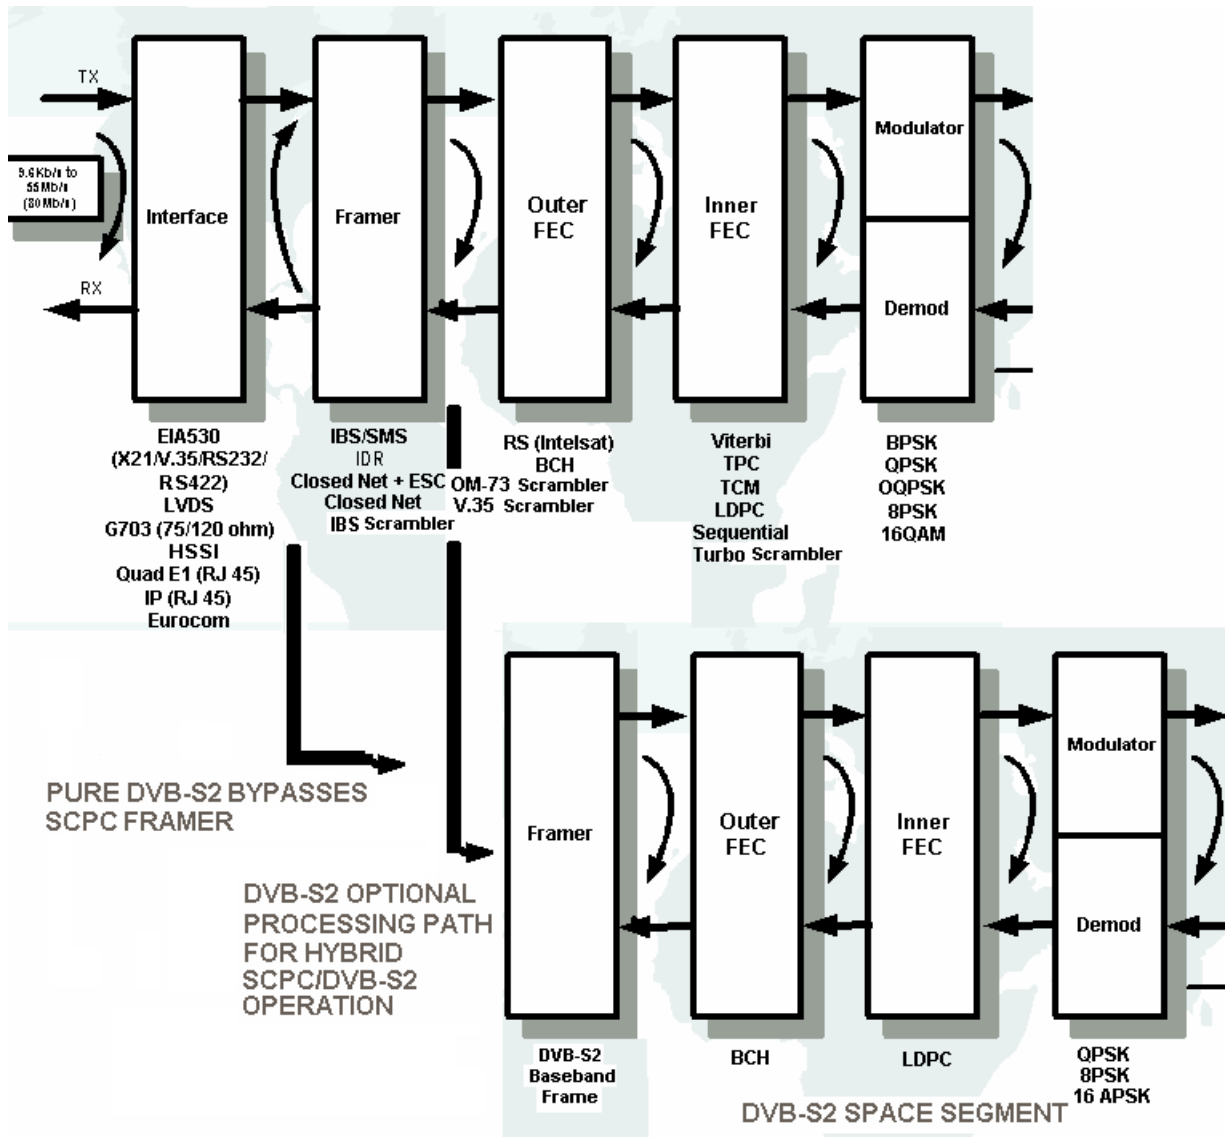 TX
9.6Kb/s to
55Mb/s
(80Mb/s)
RX
Interface
Framer
Outer
FEC
Inner
FEC
Modulator
Demod
EIA530
(X21/V.35/RS232/
RS422)
LVDS
G703 (75/120 ohm)
HSSI
Quad E1 (RJ 45)
IP (RJ 45)
Eurocom
IBS/SMS
IDR
Closed Net + ESC
Closed Net
IBS Scrambler
RS (Intelsat)
BCH
OM-73 Scrambler
V.35 Scrambler
Viterbi
TPC
TCM
LDPC
Sequential
Turbo Scrambler
BPSK
QPSK
OQPSK
8PSK
16QAM
PURE DVB-S2 BYPASSES
SCPC FRAMER
DVB-S2 OPTIONAL
PROCESSING PATH
FOR HYBRID
SCPC/DVB-S2
OPERATION
Framer
Outer
FEC
Inner
FEC
Modulator
Demod
DVB-S2
Baseband
Frame
BCH
LDPC
QPSK
8PSK
16 APSK
DVB-S2 SPACE SEGMENT